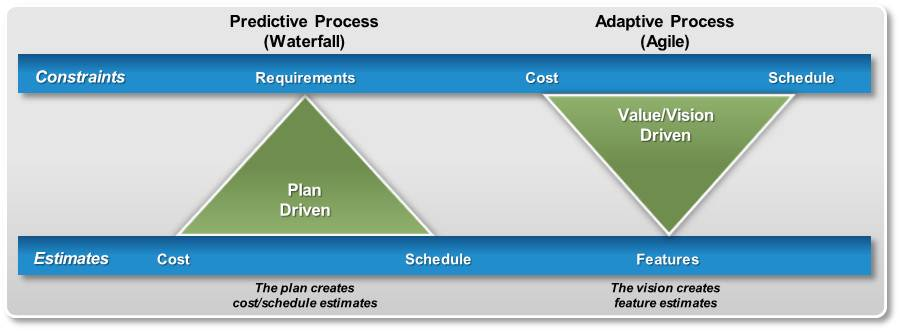 Predictive Process
(Waterfall)
Adaptive Process
(Agile)
Constraints Requirements Cost Schedule
Plan
Driven
Value/Vision
Driven
Estimates Cost Schedule Features
The plan creates
cost/schedule estimates
The vision creates
feature estimates